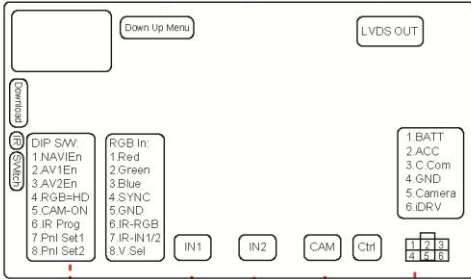 Down Up Menu
LVDS OUT
Download
IR
SWitch
DIP S/W:
1.NAVIEn
2.AV1En
3.AV2En
4.RGB=HD
5.CAM-ON
6.IR Prog
7.Pnl Set1
8.Pnl Set2
RGB In:
1.Red
2.Green
3.Blue
4.SYNC
5.GND
6.IR-RGB
7.IR-IN1/2
8.V.Sel
IN1
IN2
CAM
Ctrl
1.BATT
2.ACC
3.C.Com
4.GND
5.Camera
6.iDRV
1 2 3
4 5 6